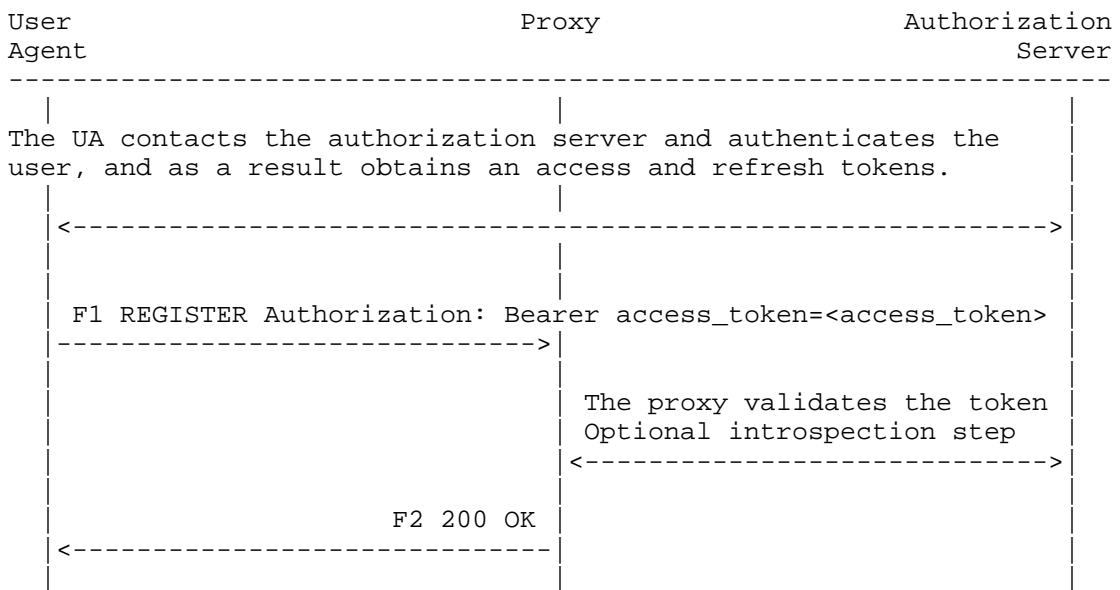 User Proxy Authorization
Agent Server
The UA contacts the authorization server and authenticates the
user, and as a result obtains an access and refresh tokens.
F1 REGISTER Authorization: Bearer access_token=<access_token>
The proxy validates the token
Optional introspection step
F2 200 OK